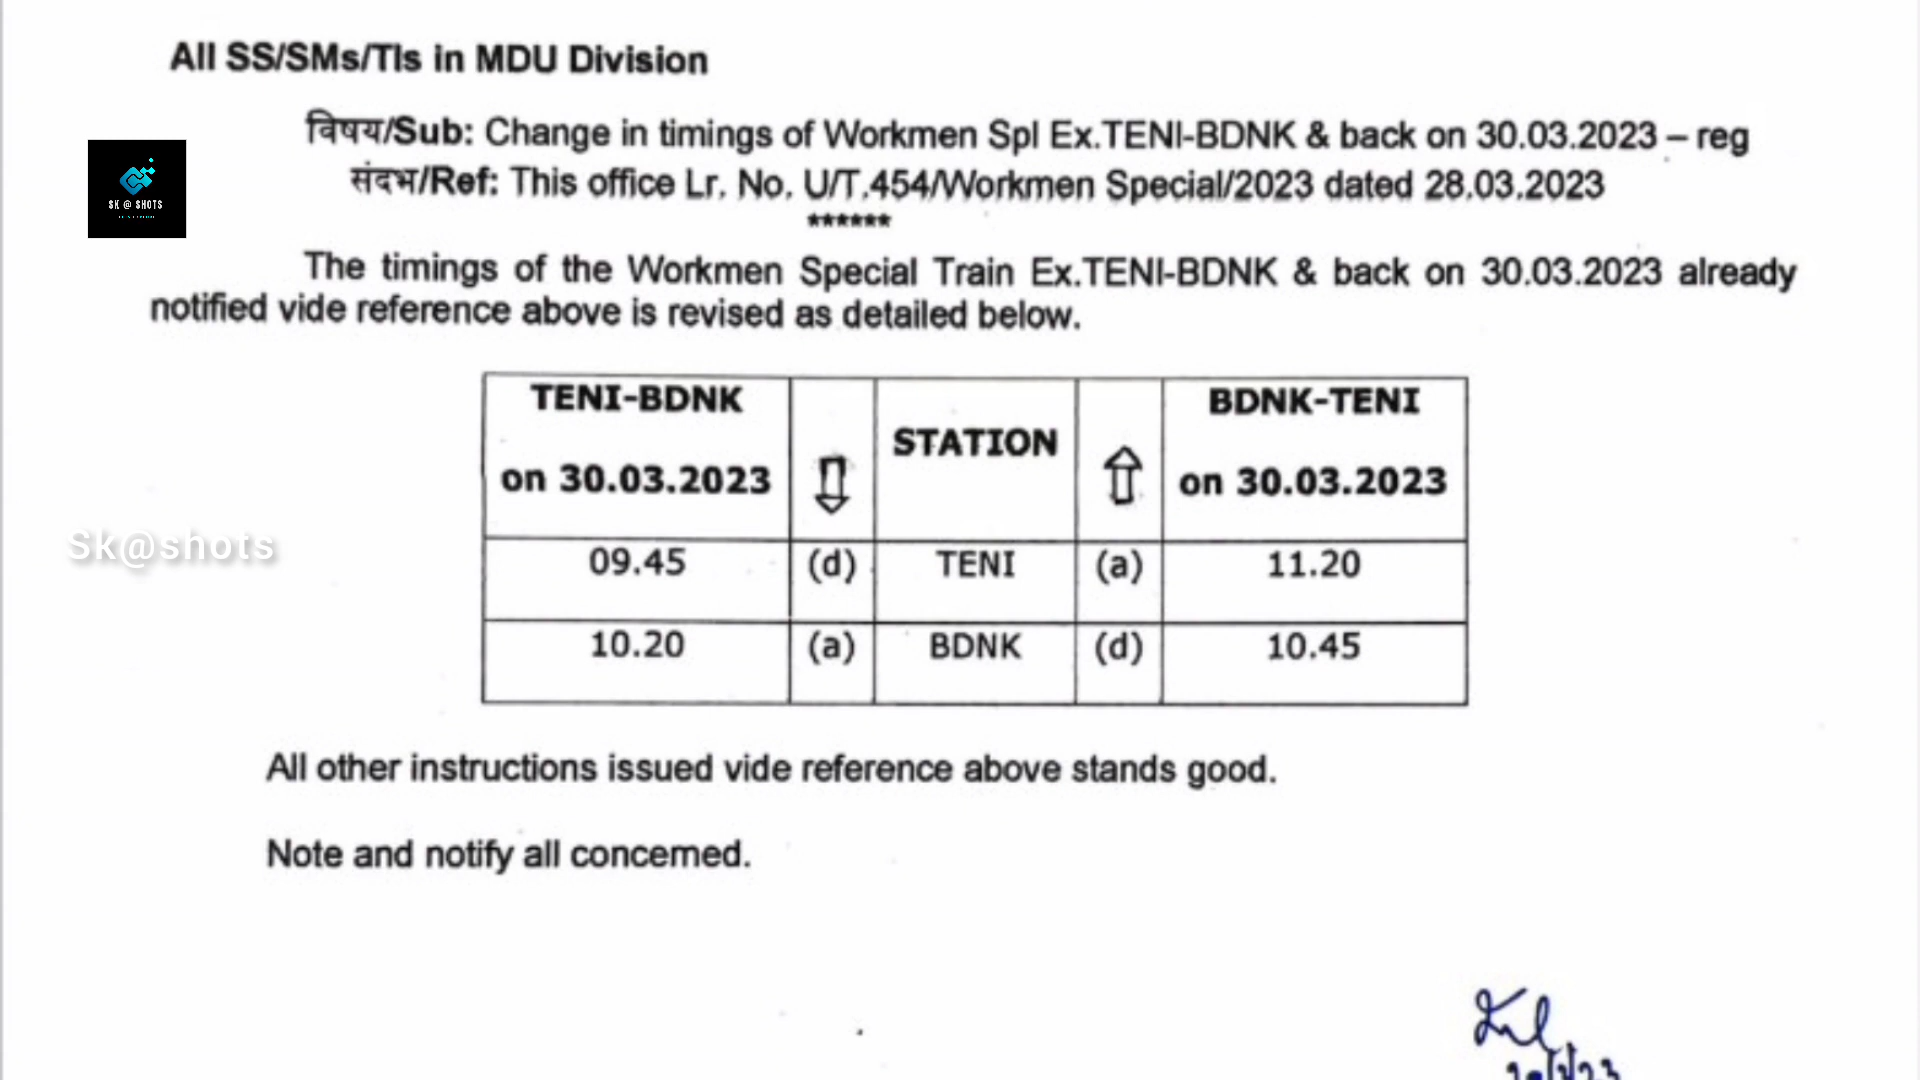 All SS/SMs/TIs in MDU Division
विषय/Sub: Change in timings of Workmen Spl Ex.TENI-BDNK & back on 30.03.2023 – reg
संदर्भ/Ref: This office Lr. No. U/T.454/Workmen Special/2023 dated 28.03.2023
******
SK @ SHOTS
The timings of the Workmen Special Train Ex.TENI-BDNK & back on 30.03.2023 already
notified vide reference above is revised as detailed below.
TENI-BDNK on 30.03.2023 ⇩ STATION ⇧ BDNK-TENI on 30.03.2023
Sk@shots
09.45 (d) TENI (a) 11.20
10.20 (a) BDNK (d) 10.45
All other instructions issued vide reference above stands good.
Note and notify all concerned.